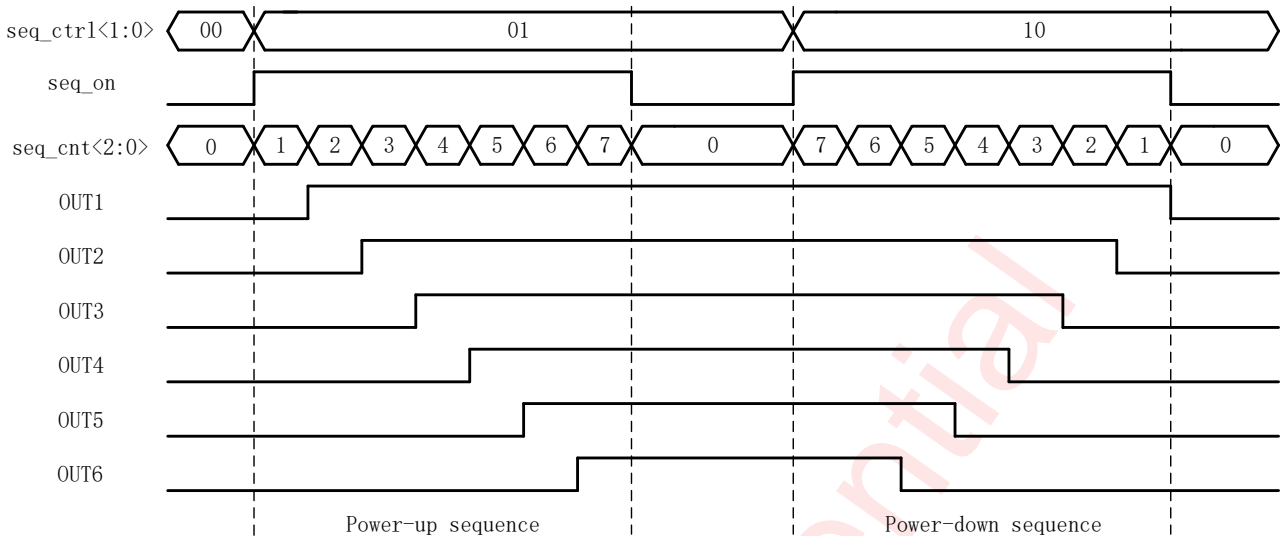 seq_ctrl<1:0> 00 01 10
seq_on
seq_cnt<2:0> 0 1 2 3 4 5 6 7 0 7 6 5 4 3 2 1 0
OUT1
OUT2
OUT3
OUT4
OUT5
OUT6
Power-up sequence Power-down sequence
ential